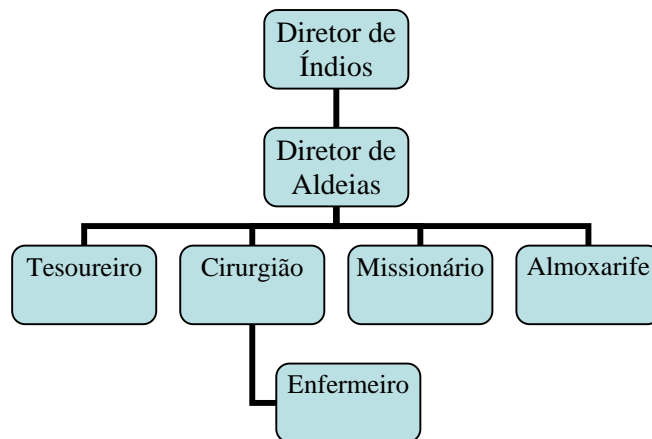 Diretor de
Índios
Diretor de
Aldeias
Tesoureiro
Cirurgião
Missionário
Almoxarife
Enfermeiro